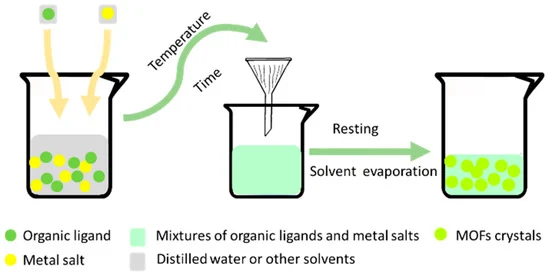 Temperature
Time
Resting
Solvent evaporation
Organic ligand
Mixtures of organic ligands and metal salts
MOFs crystals
Metal salt
Distilled water or other solvents